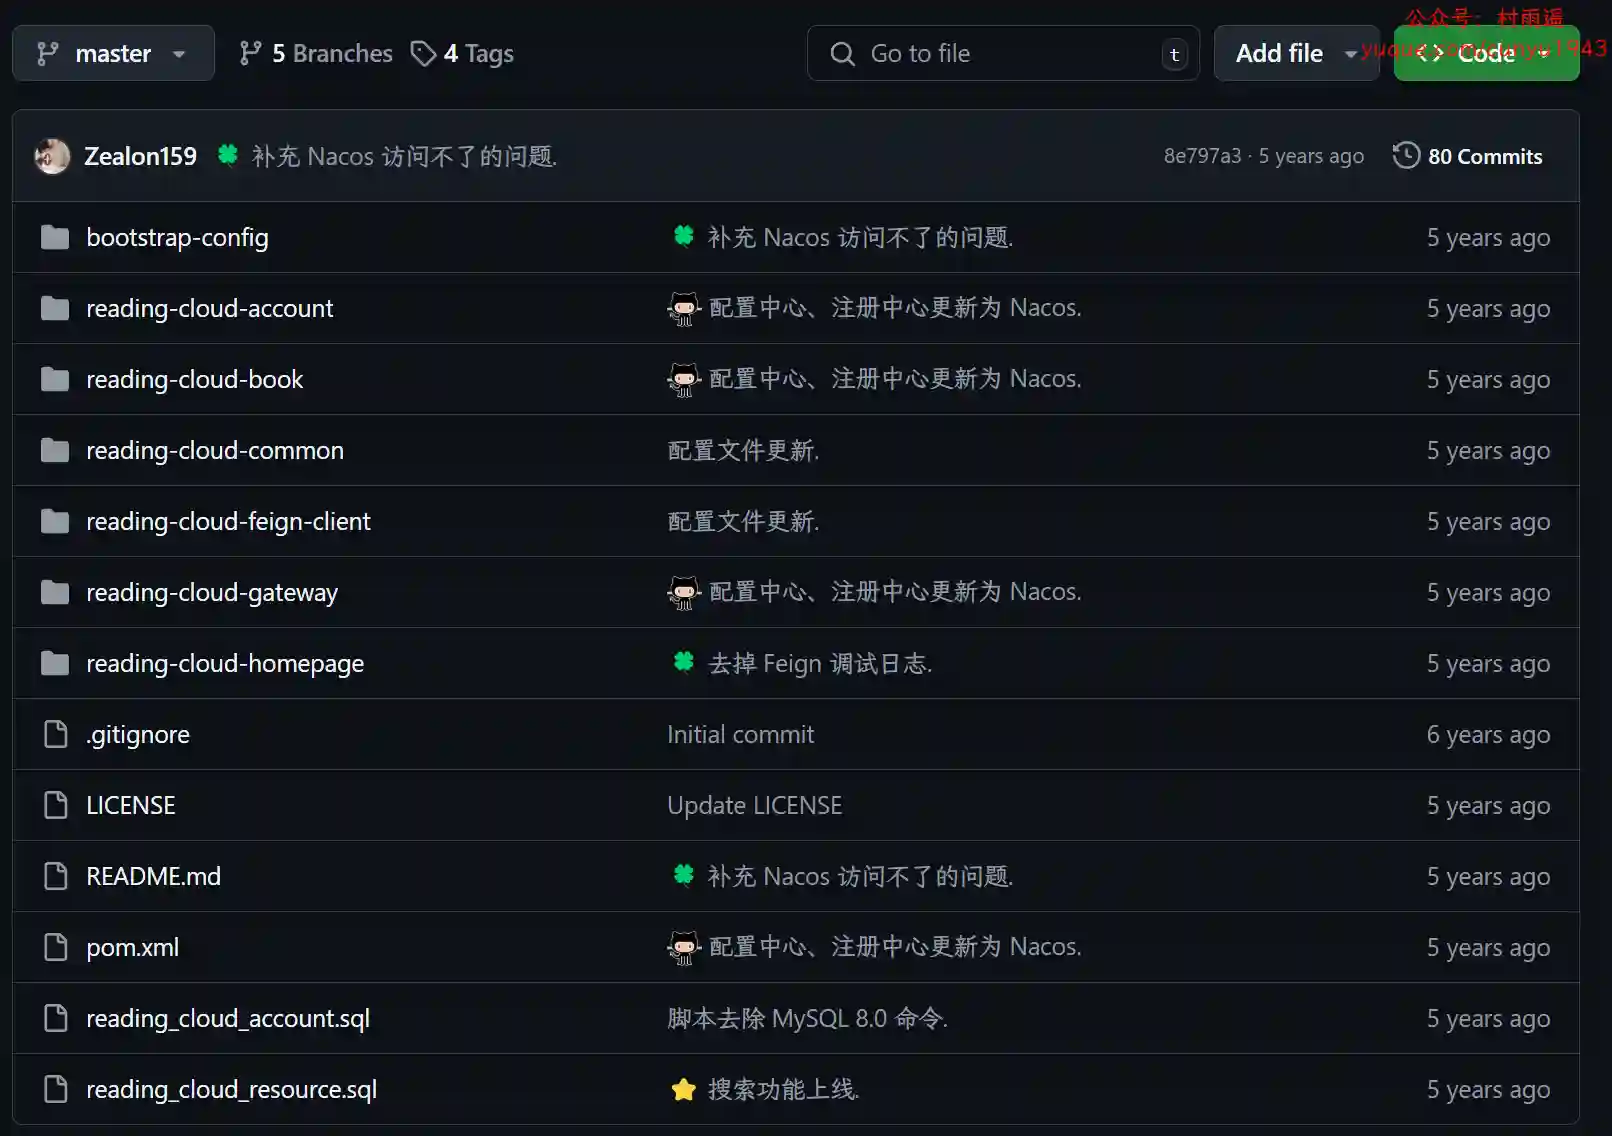 公众号：村雨遥
yuque.com/cunyu1943
master
5 Branches
4 Tags
Go to file
t
Add file
Code
Zealon159 🍀 补充 Nacos 访问不了的问题.
8e797a3 · 5 years ago
80 Commits
bootstrap-config 🍀 补充 Nacos 访问不了的问题. 5 years ago
reading-cloud-account 配置中心、注册中心更新为 Nacos. 5 years ago
reading-cloud-book 配置中心、注册中心更新为 Nacos. 5 years ago
reading-cloud-common 配置文件更新. 5 years ago
reading-cloud-feign-client 配置文件更新. 5 years ago
reading-cloud-gateway 配置中心、注册中心更新为 Nacos. 5 years ago
reading-cloud-homepage 🍀 去掉 Feign 调试日志. 5 years ago
.gitignore Initial commit 6 years ago
LICENSE Update LICENSE 5 years ago
README.md 🍀 补充 Nacos 访问不了的问题. 5 years ago
pom.xml 配置中心、注册中心更新为 Nacos. 5 years ago
reading_cloud_account.sql 脚本去除 MySQL 8.0 命令. 5 years ago
reading_cloud_resource.sql ⭐ 搜索功能上线. 5 years ago